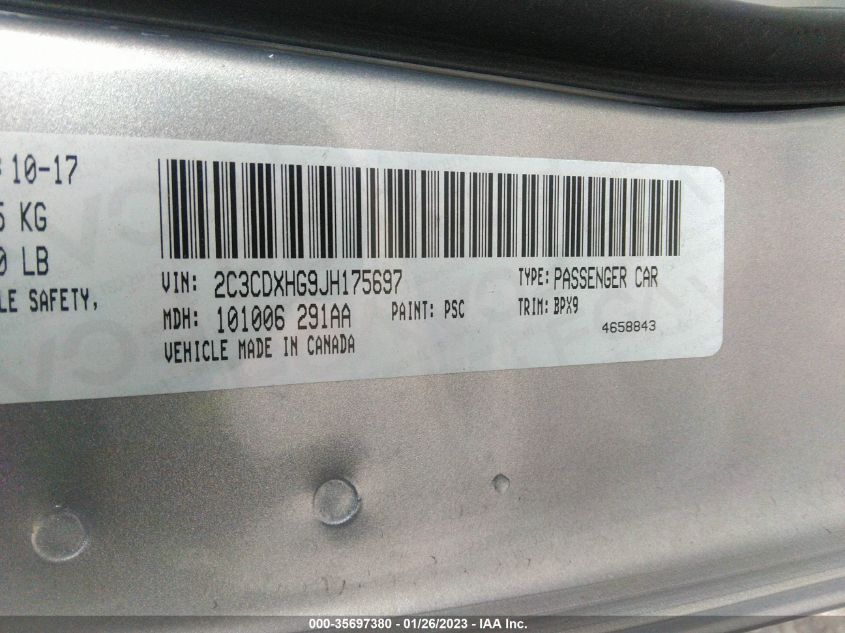 10-17
KG
LB
SAFETY,
VIN: 2C3CDXHG9JH175697
TYPE: PASSENGER CAR
MDH: 101006 291AA
PAINT: PSC
TRIM: BPX9
4658843
VEHICLE MADE IN CANADA
000-35697380 - 01/26/2023 - IAA Inc.